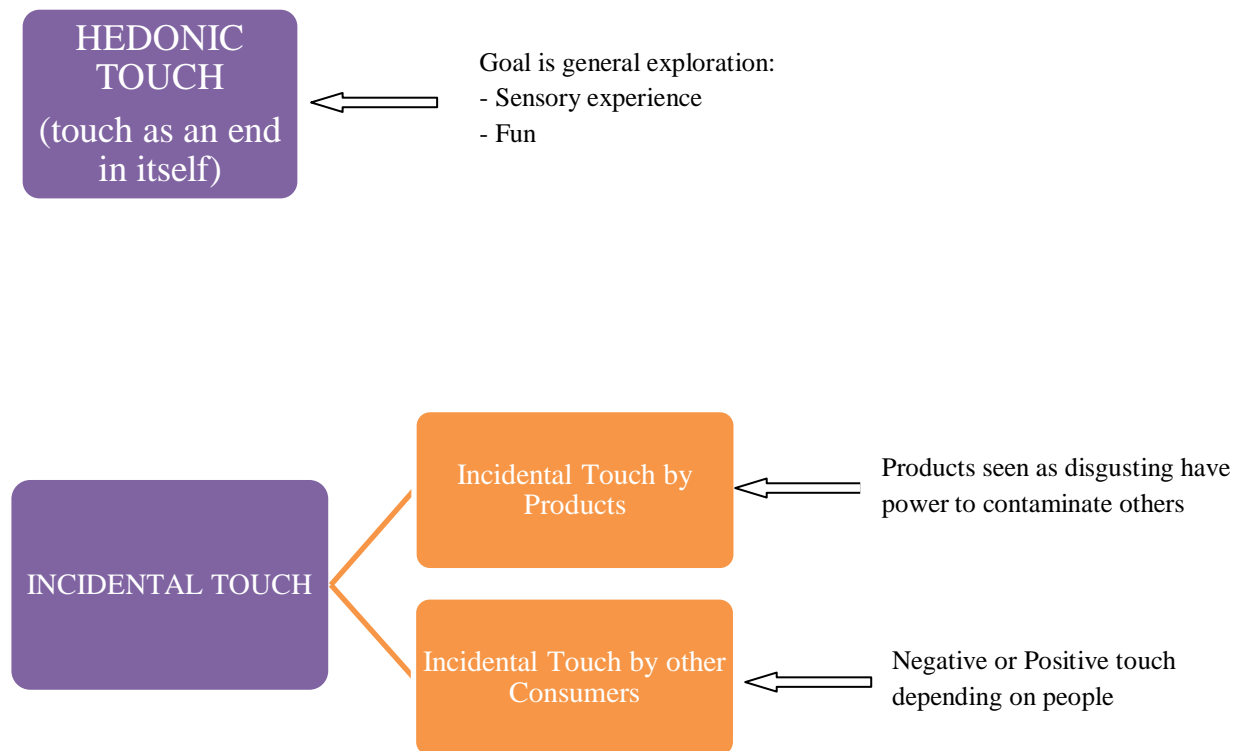 HEDONIC
TOUCH
(touch as an end
in itself)
Goal is general exploration:
- Sensory experience
- Fun
INCIDENTAL TOUCH
Incidental Touch by
Products
Products seen as disgusting have
power to contaminate others
Incidental Touch by other
Consumers
Negative or Positive touch
depending on people